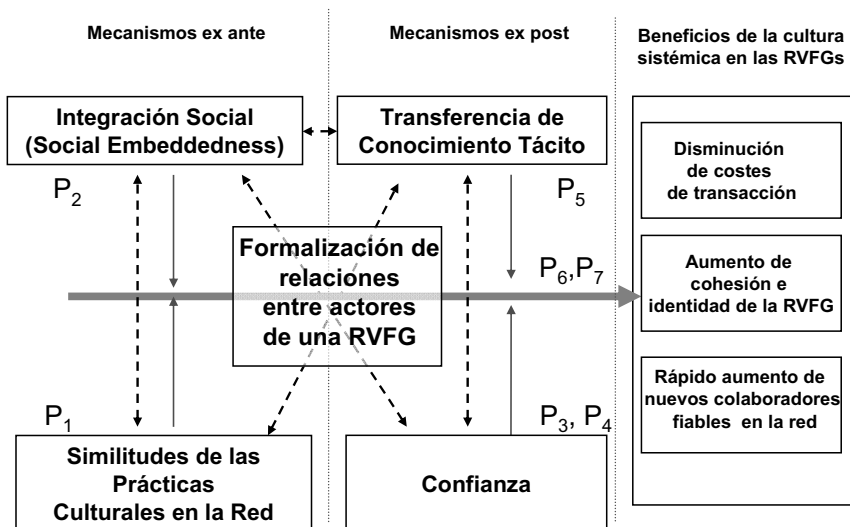 Mecanismos ex ante
Mecanismos ex post
Beneficios de la cultura
sistémica en las RVFGs
Integración Social
(Social Embeddedness)
Transferencia de
Conocimiento Tácito
Disminución
de costes
de transacción
P2
P5
Formalización de
relaciones
entre actores
de una RVFG
P6,P7
Aumento de
cohesión e
identidad de la RVFG
Rápido aumento de
nuevos colaboradores
fiables en la red
P1
P3, P4
Similitudes de las
Prácticas
Culturales en la Red
Confianza